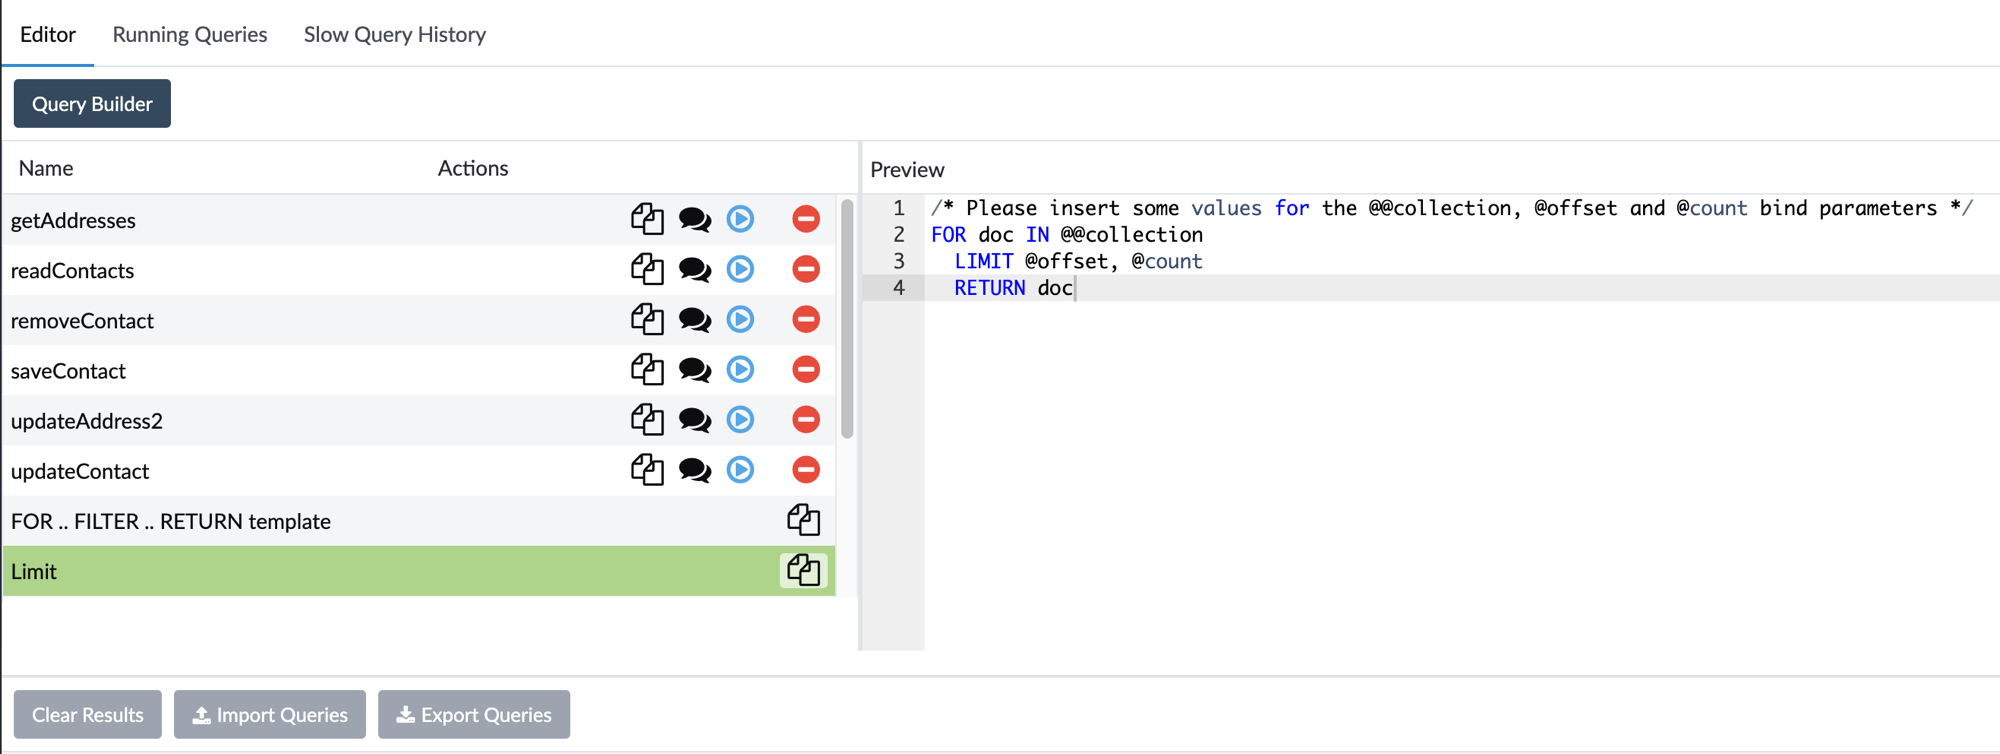 Editor Running Queries Slow Query History
Query Builder
Name Actions
getAddresses
readContacts
removeContact
saveContact
updateAddress2
updateContact
FOR .. FILTER .. RETURN template
Limit
Preview
1 /* Please insert some values for the @@collection, @offset and @count bind parameters */
2 FOR doc IN @@collection
3 LIMIT @offset, @count
4 RETURN doc
Clear Results Import Queries Export Queries